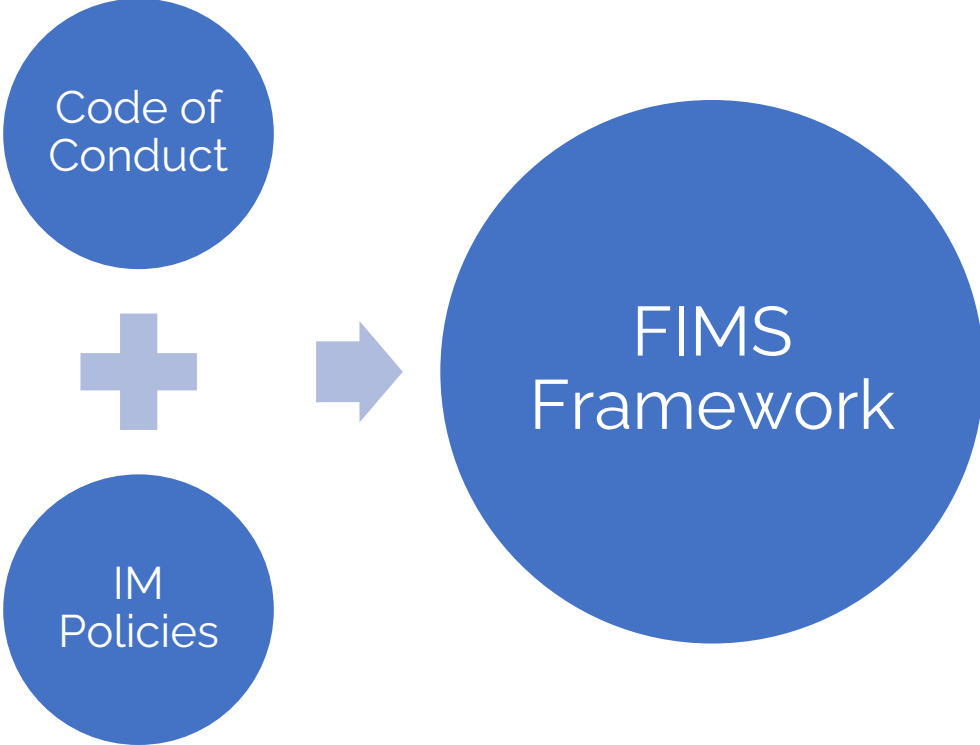 Code of
Conduct
IM
Policies
FIMS
Framework